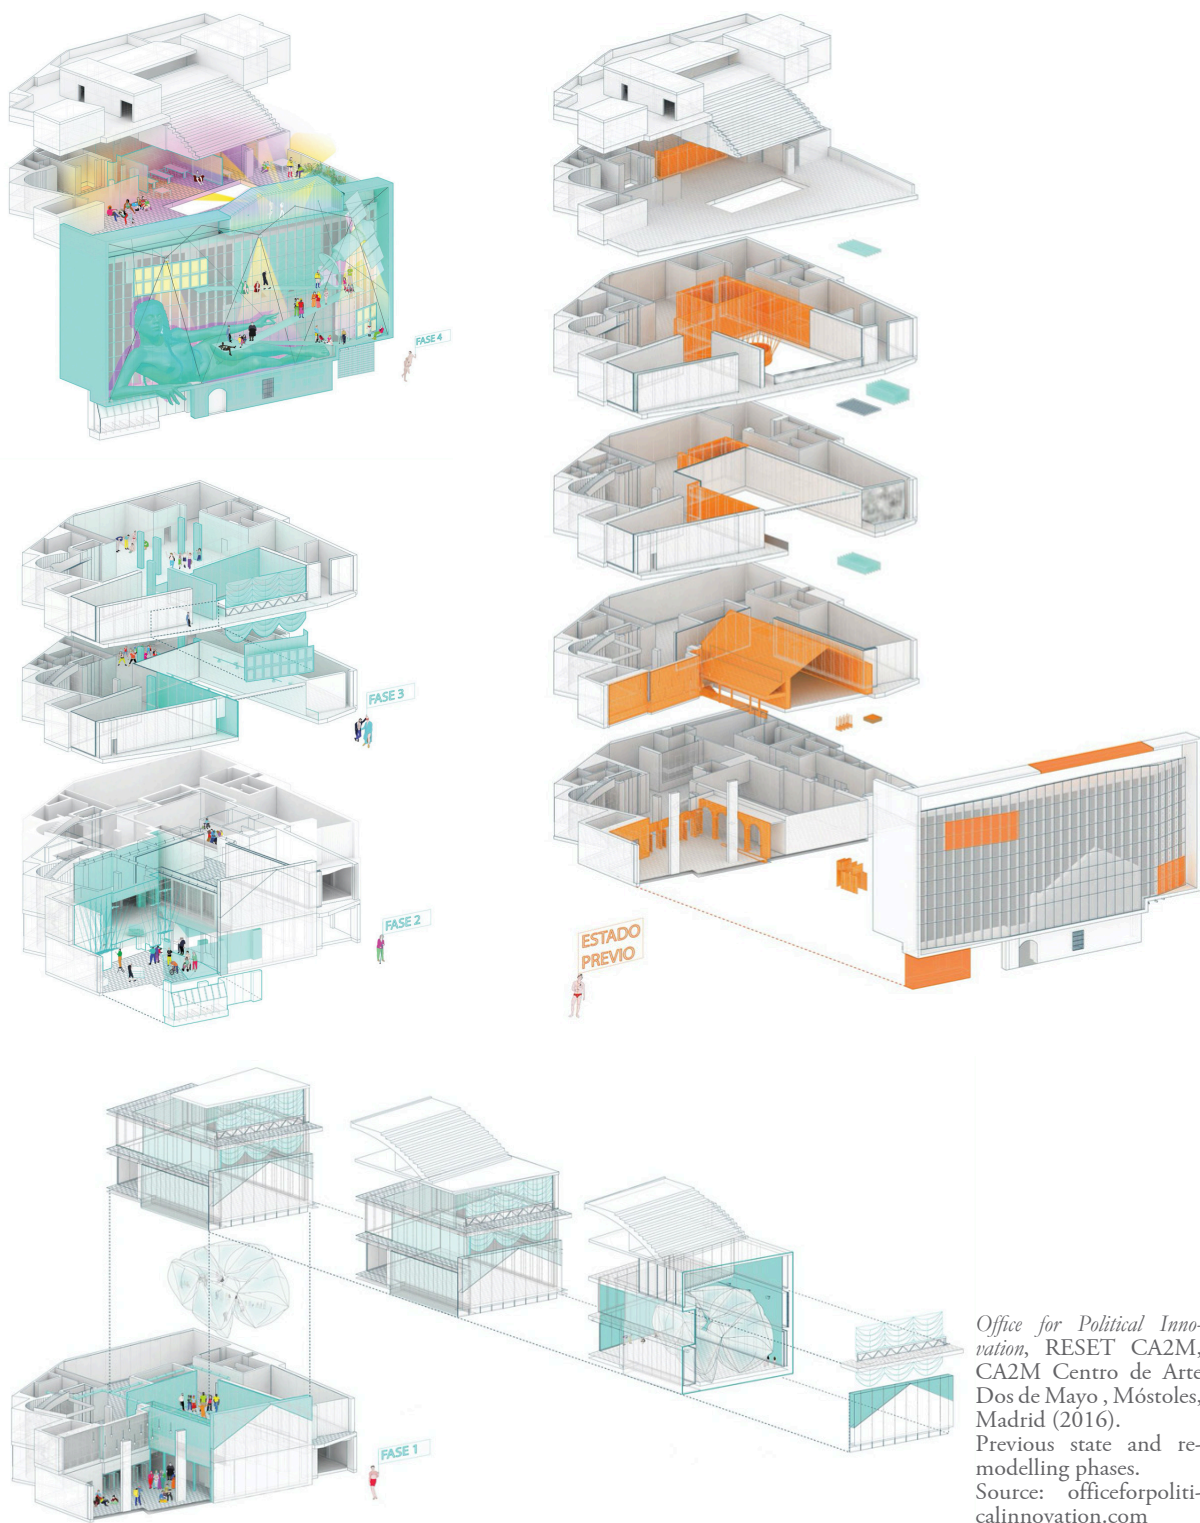 FASE 4
FASE 3
FASE 2
ESTADO
PREVIO
FASE 1
Office for Political Inno-
vation, RESET CA2M,
CA2M Centro de Arte
Dos de Mayo , Móstoles,
Madrid (2016).
Previous state and re-
modelling phases.
Source: officeforpoliti-
calinnovation.com